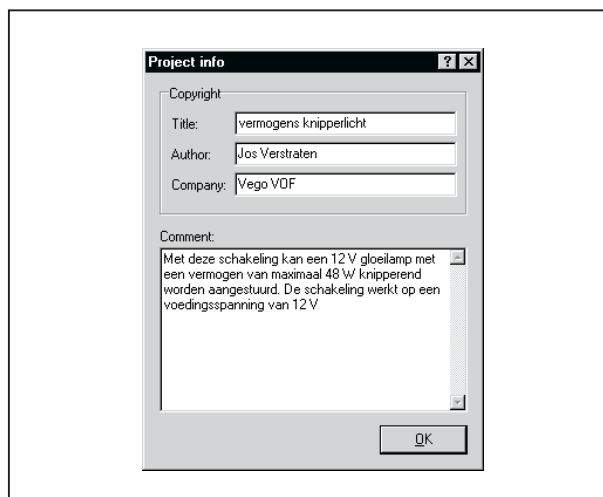 Project info
Copyright
Title: vermogens knipperlicht
Author: Jos Verstraten
Company: Vego VOF
Comment:
Met deze schakeling kan een 12 V gloeilamp met
een vermogen van maximaal 48 W knipperend
worden aangestuurd. De schakeling werkt op een
voedingsspanning van 12 V
OK